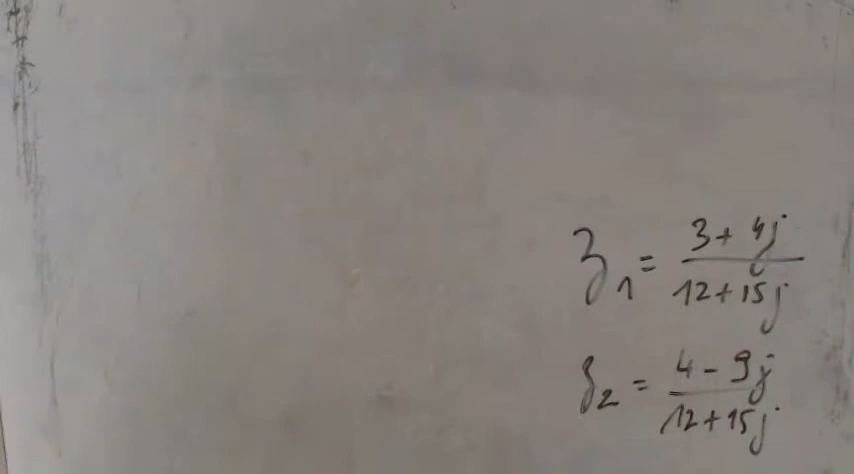 z₁ = (3 + 4j) / (12 + 15j)
z₂ = (4 - 9j) / (12 + 15j)